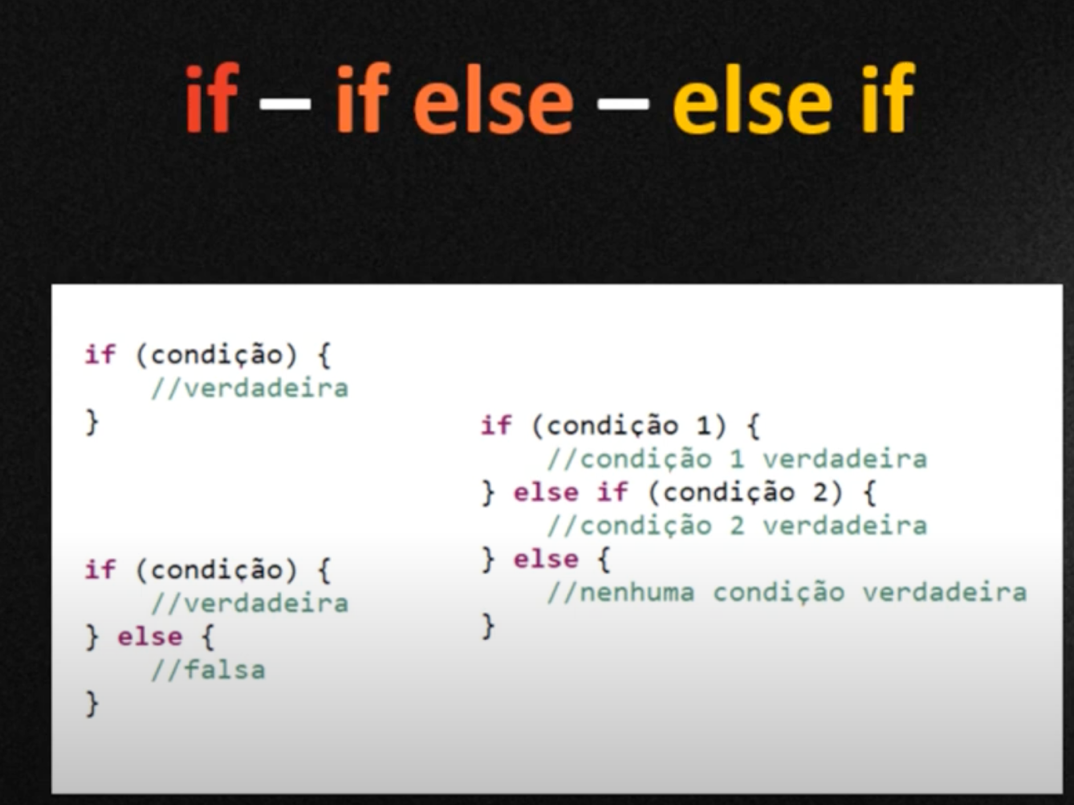 if – if else – else if
if (condição) {
//verdadeira
}
if (condição) {
//verdadeira
} else {
//falsa
}
if (condição 1) {
//condição 1 verdadeira
} else if (condição 2) {
//condição 2 verdadeira
} else {
//nenhuma condição verdadeira
}